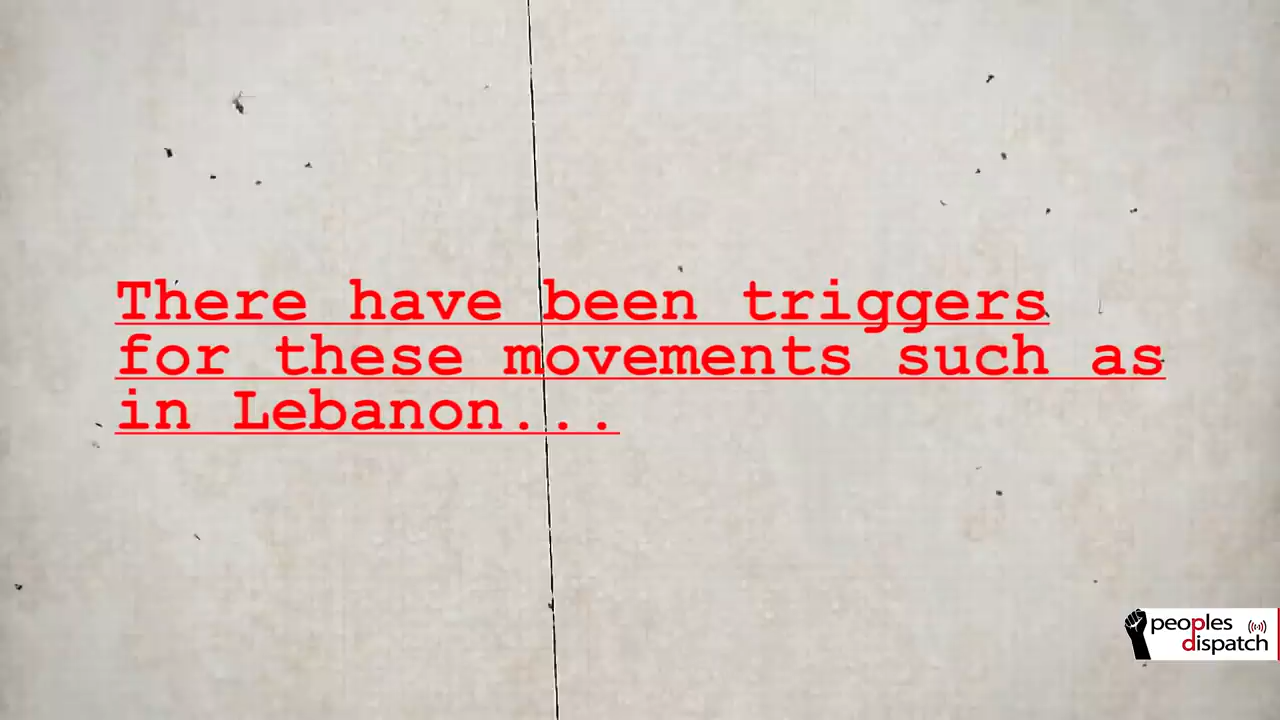 There have been triggers
for these movements such as
in Lebanon...
peoples
dispatch